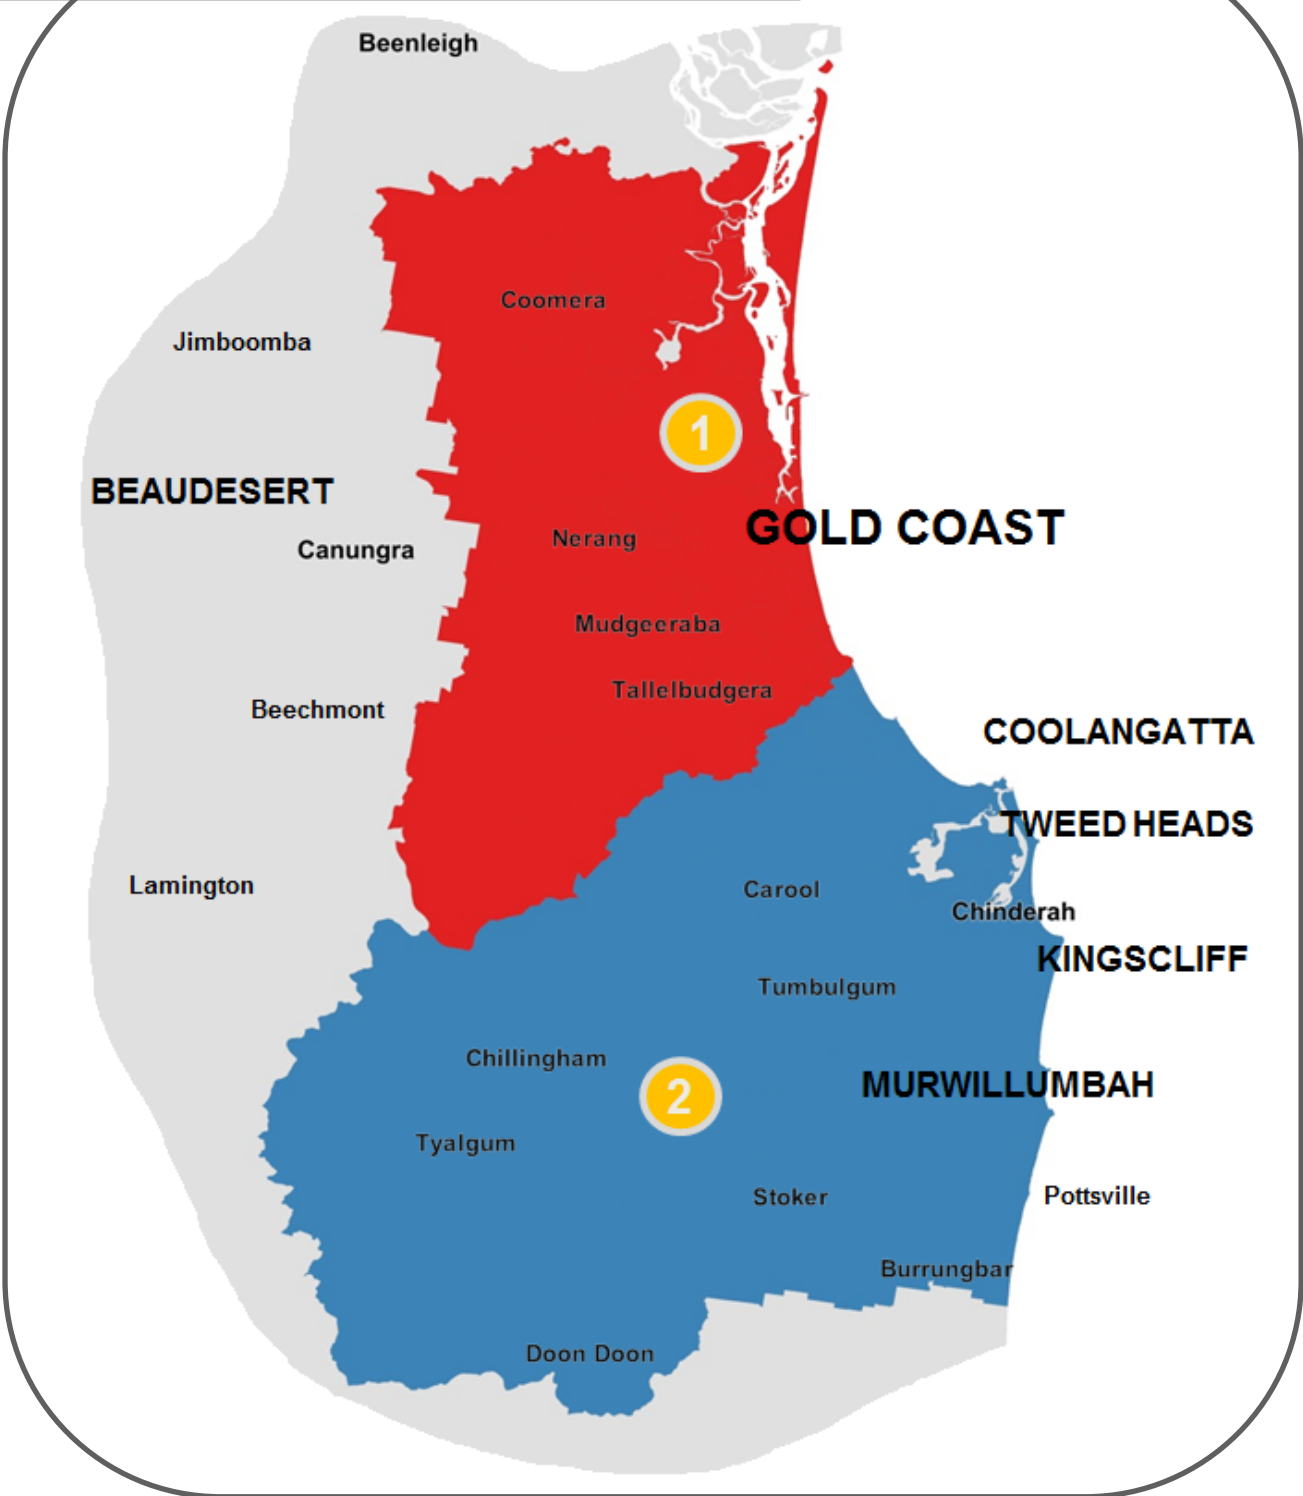 Beenleigh
Coomera
Jimboomba
1
BEAUDESERT
GOLD COAST
Nerang
Canungra
Mudgeeraba
Tallelbudgera
Beechmont
COOLANGATTA
TWEED HEADS
Lamington
Carool
Chinderah
KINGSCLIFF
Tumbulgum
Chillingham
MURWILLUMBAH
2
Tyalgum
Stoker
Pottsville
Burrungbar
Doon Doon